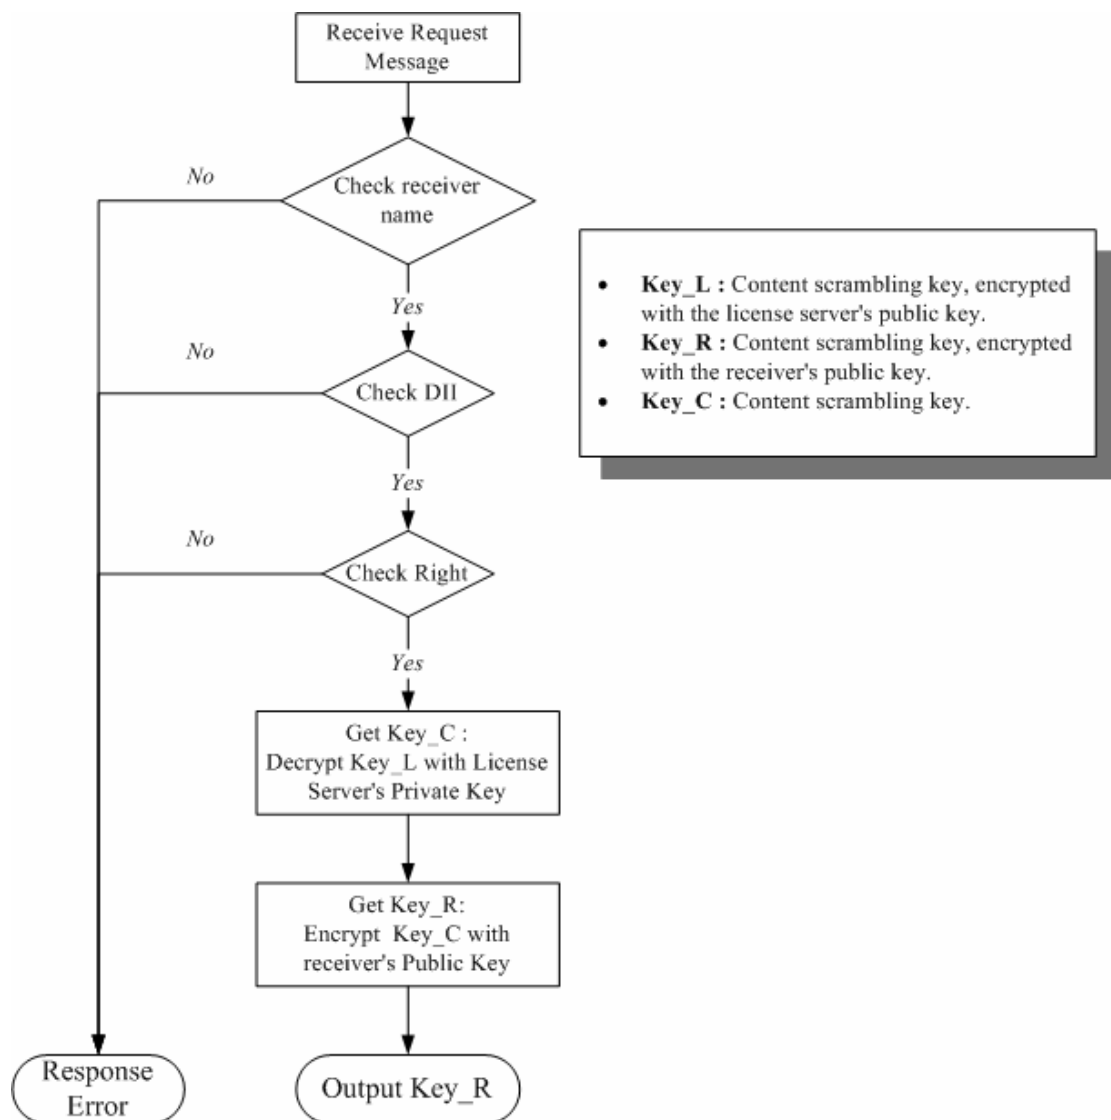 Receive Request
Message
No
Check receiver
name
Yes
No
Check DII
Yes
No
Check Right
Yes
Get Key_C :
Decrypt Key_L with License
Server's Private Key
Get Key_R:
Encrypt Key_C with
receiver's Public Key
Response
Error
Output Key_R
• Key_L : Content scrambling key, encrypted
with the license server's public key.
• Key_R : Content scrambling key, encrypted
with the receiver's public key.
• Key_C : Content scrambling key.